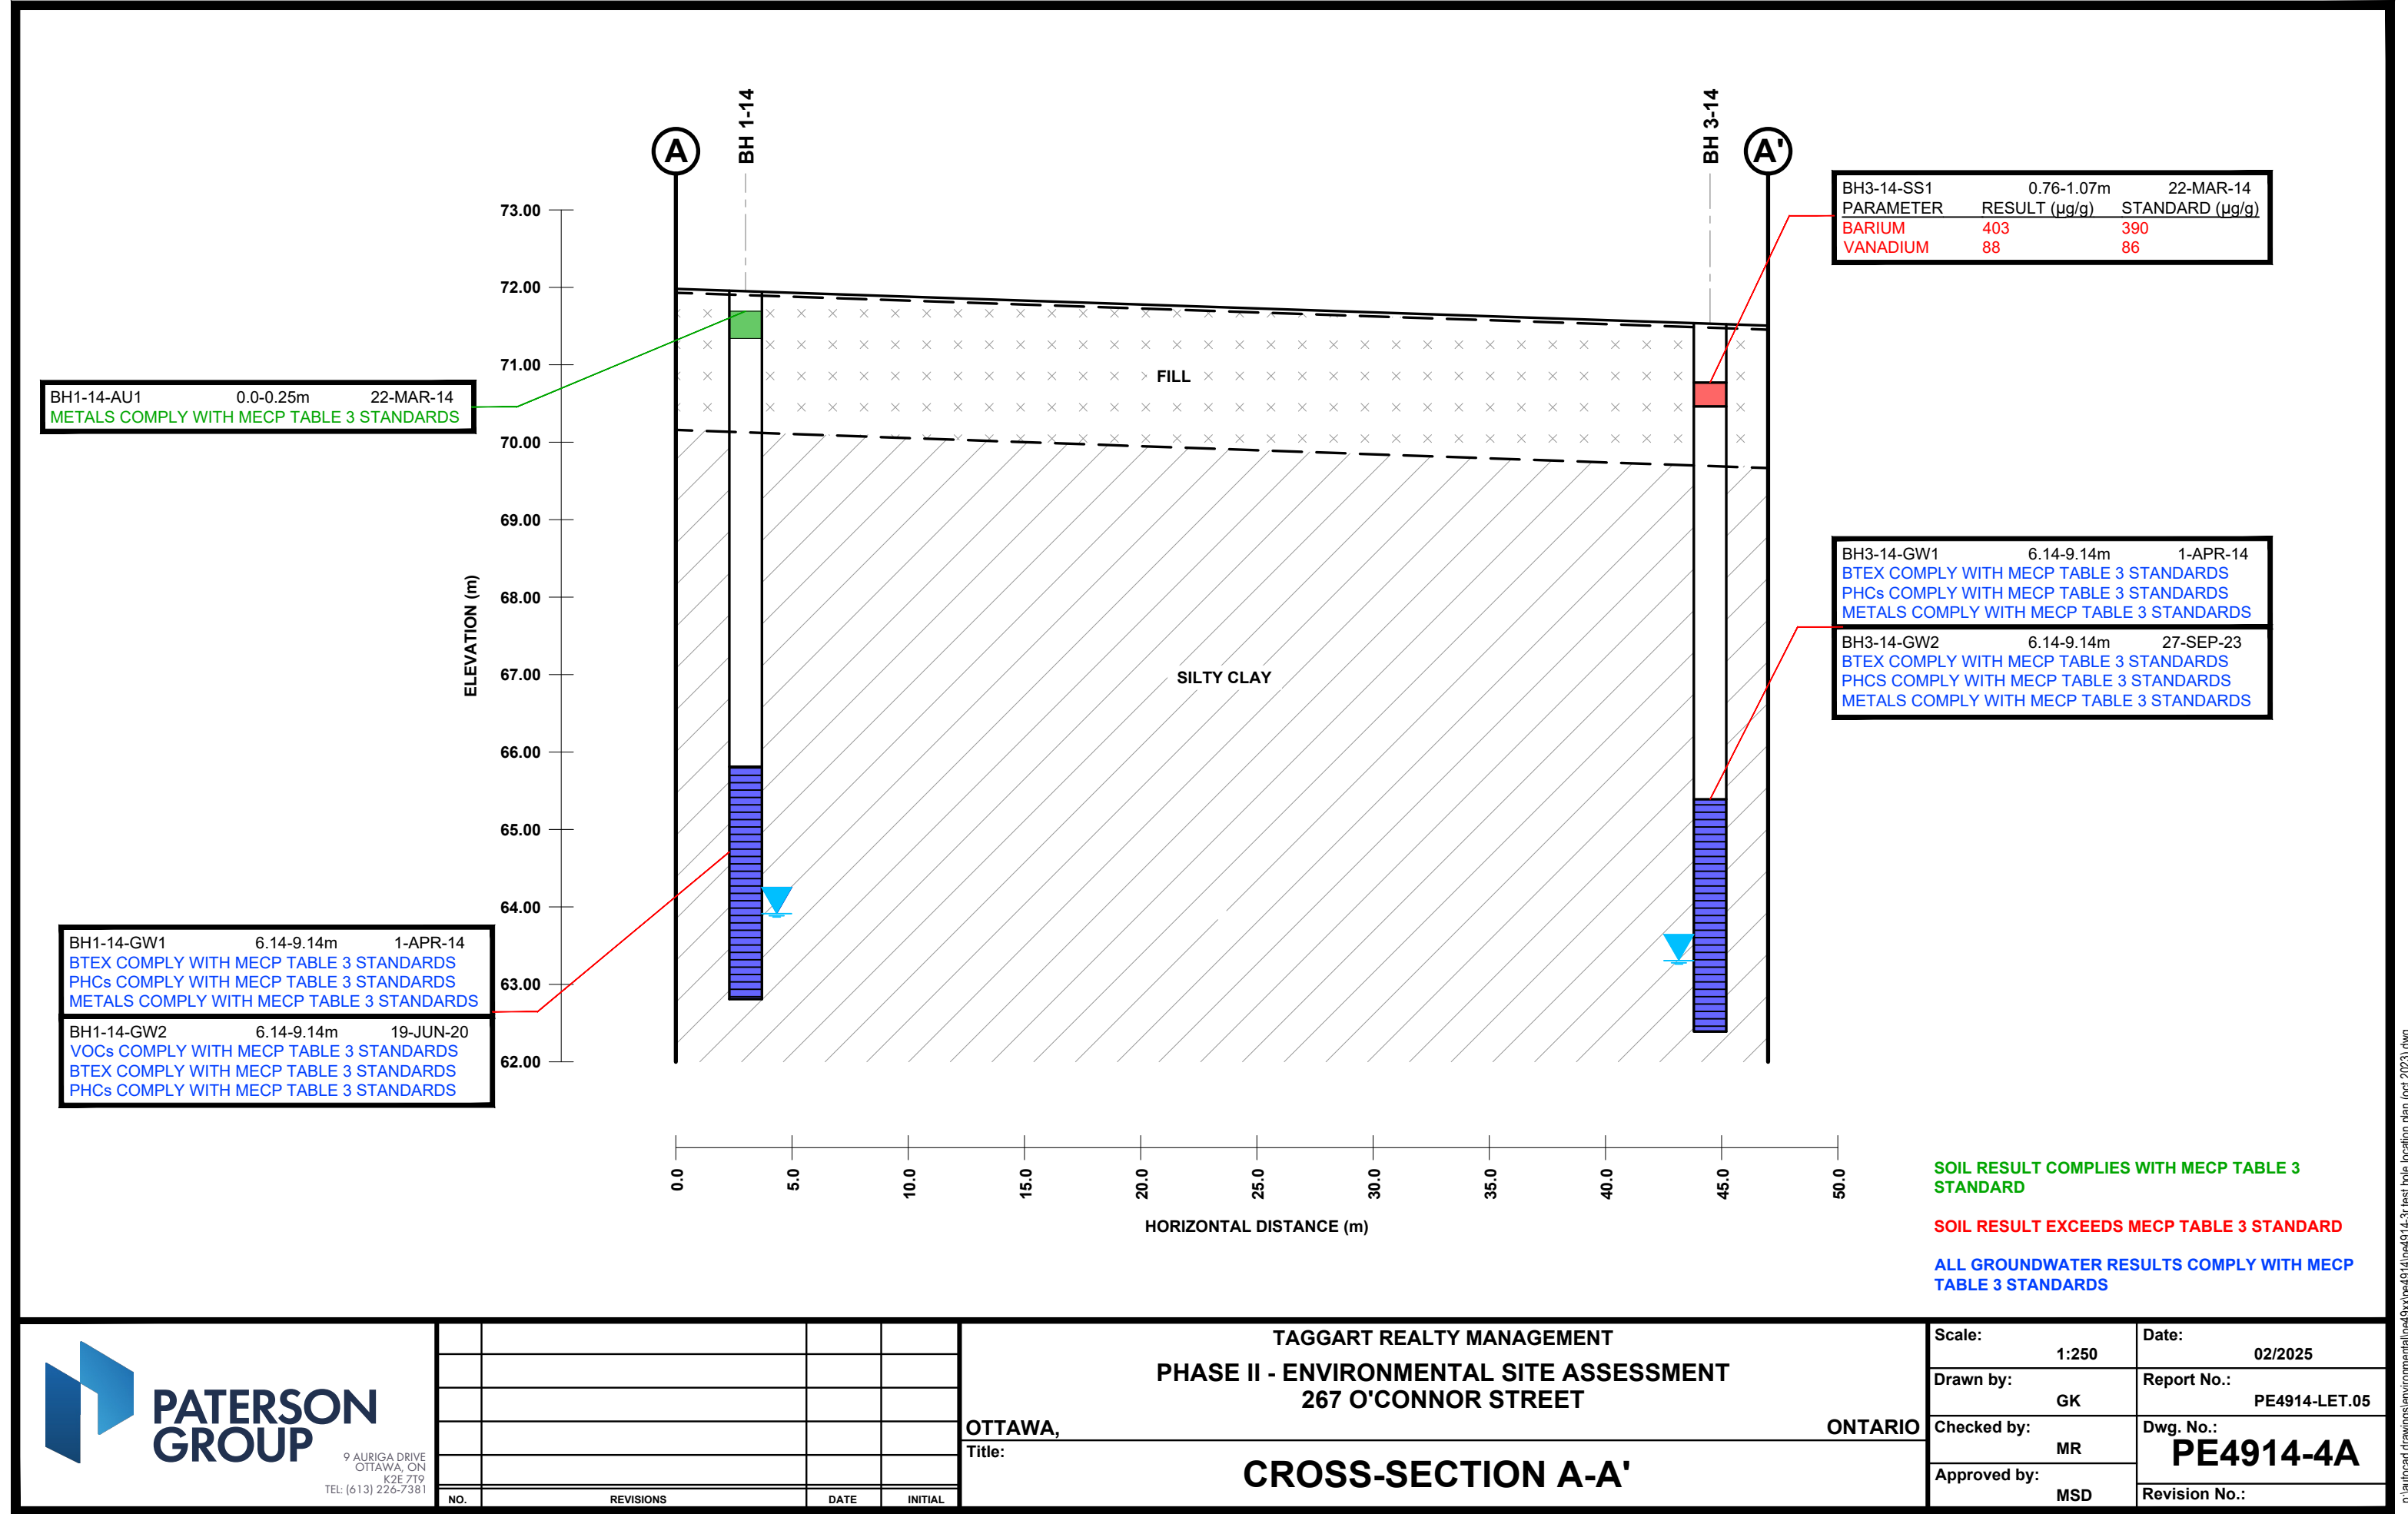 A
BH 1-14
BH 3-14
A'
BH3-14-SS1 0.76-1.07m 22-MAR-14
PARAMETER RESULT (µg/g) STANDARD (µg/g)
BARIUM 403 390
VANADIUM 88 86
73.00
72.00
71.00
70.00
69.00
68.00
67.00
66.00
65.00
64.00
63.00
62.00
ELEVATION (m)
FILL
SILTY CLAY
BH1-14-AU1 0.0-0.25m 22-MAR-14
METALS COMPLY WITH MECP TABLE 3 STANDARDS
BH3-14-GW1 6.14-9.14m 1-APR-14
BTEX COMPLY WITH MECP TABLE 3 STANDARDS
PHCs COMPLY WITH MECP TABLE 3 STANDARDS
METALS COMPLY WITH MECP TABLE 3 STANDARDS
BH3-14-GW2 6.14-9.14m 27-SEP-23
BTEX COMPLY WITH MECP TABLE 3 STANDARDS
PHCS COMPLY WITH MECP TABLE 3 STANDARDS
METALS COMPLY WITH MECP TABLE 3 STANDARDS
BH1-14-GW1 6.14-9.14m 1-APR-14
BTEX COMPLY WITH MECP TABLE 3 STANDARDS
PHCs COMPLY WITH MECP TABLE 3 STANDARDS
METALS COMPLY WITH MECP TABLE 3 STANDARDS
BH1-14-GW2 6.14-9.14m 19-JUN-20
VOCs COMPLY WITH MECP TABLE 3 STANDARDS
BTEX COMPLY WITH MECP TABLE 3 STANDARDS
PHCs COMPLY WITH MECP TABLE 3 STANDARDS
0.0 5.0 10.0 15.0 20.0 25.0 30.0 35.0 40.0 45.0 50.0
HORIZONTAL DISTANCE (m)
SOIL RESULT COMPLIES WITH MECP TABLE 3
STANDARD
SOIL RESULT EXCEEDS MECP TABLE 3 STANDARD
ALL GROUNDWATER RESULTS COMPLY WITH MECP
TABLE 3 STANDARDS
p:\autocad drawings\enviromental\pe49xx\pe4914\pe4914-3r test hole location plan (oct 2023).dwg
PATERSON
GROUP
9 AURIGA DRIVE
OTTAWA, ON
K2E 7T9
TEL: (613) 226-7381
NO. REVISIONS DATE INITIAL
TAGGART REALTY MANAGEMENT
PHASE II - ENVIRONMENTAL SITE ASSESSMENT
267 O'CONNOR STREET
OTTAWA, ONTARIO
Title:
CROSS-SECTION A-A'
Scale:
1:250
Date:
02/2025
Drawn by:
GK
Report No.:
PE4914-LET.05
Checked by:
MR
Dwg. No.:
PE4914-4A
Approved by:
MSD
Revision No.: